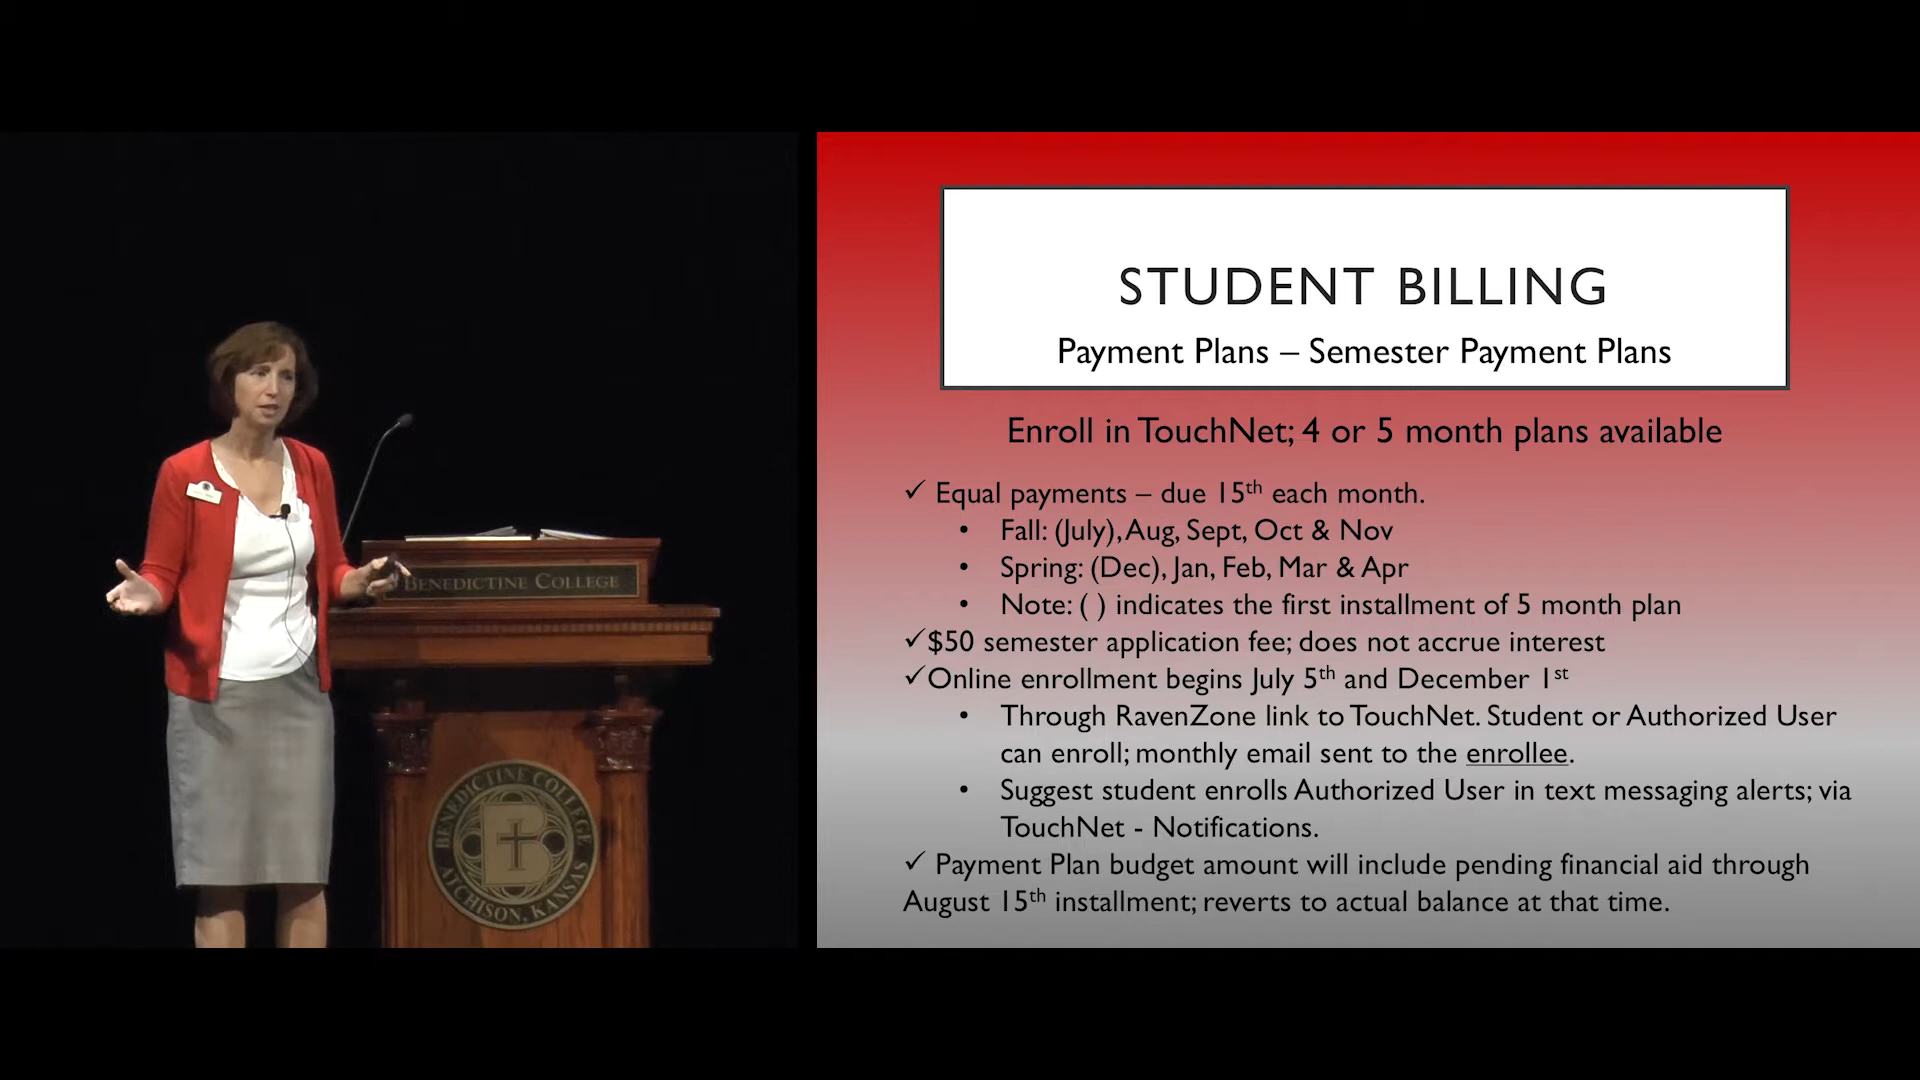 STUDENT BILLING
Payment Plans – Semester Payment Plans
Enroll in TouchNet; 4 or 5 month plans available
✓ Equal payments – due 15th each month.
• Fall: (July), Aug, Sept, Oct & Nov
• Spring: (Dec), Jan, Feb, Mar & Apr
• Note: ( ) indicates the first installment of 5 month plan
✓$50 semester application fee; does not accrue interest
✓Online enrollment begins July 5th and December 1st
• Through RavenZone link to TouchNet. Student or Authorized User
can enroll; monthly email sent to the enrollee.
• Suggest student enrolls Authorized User in text messaging alerts; via
TouchNet - Notifications.
✓ Payment Plan budget amount will include pending financial aid through
August 15th installment; reverts to actual balance at that time.
BENEDICTINE COLLEGE
BENEDICTINE COLLEGE
B
ATCHISON, KANSAS